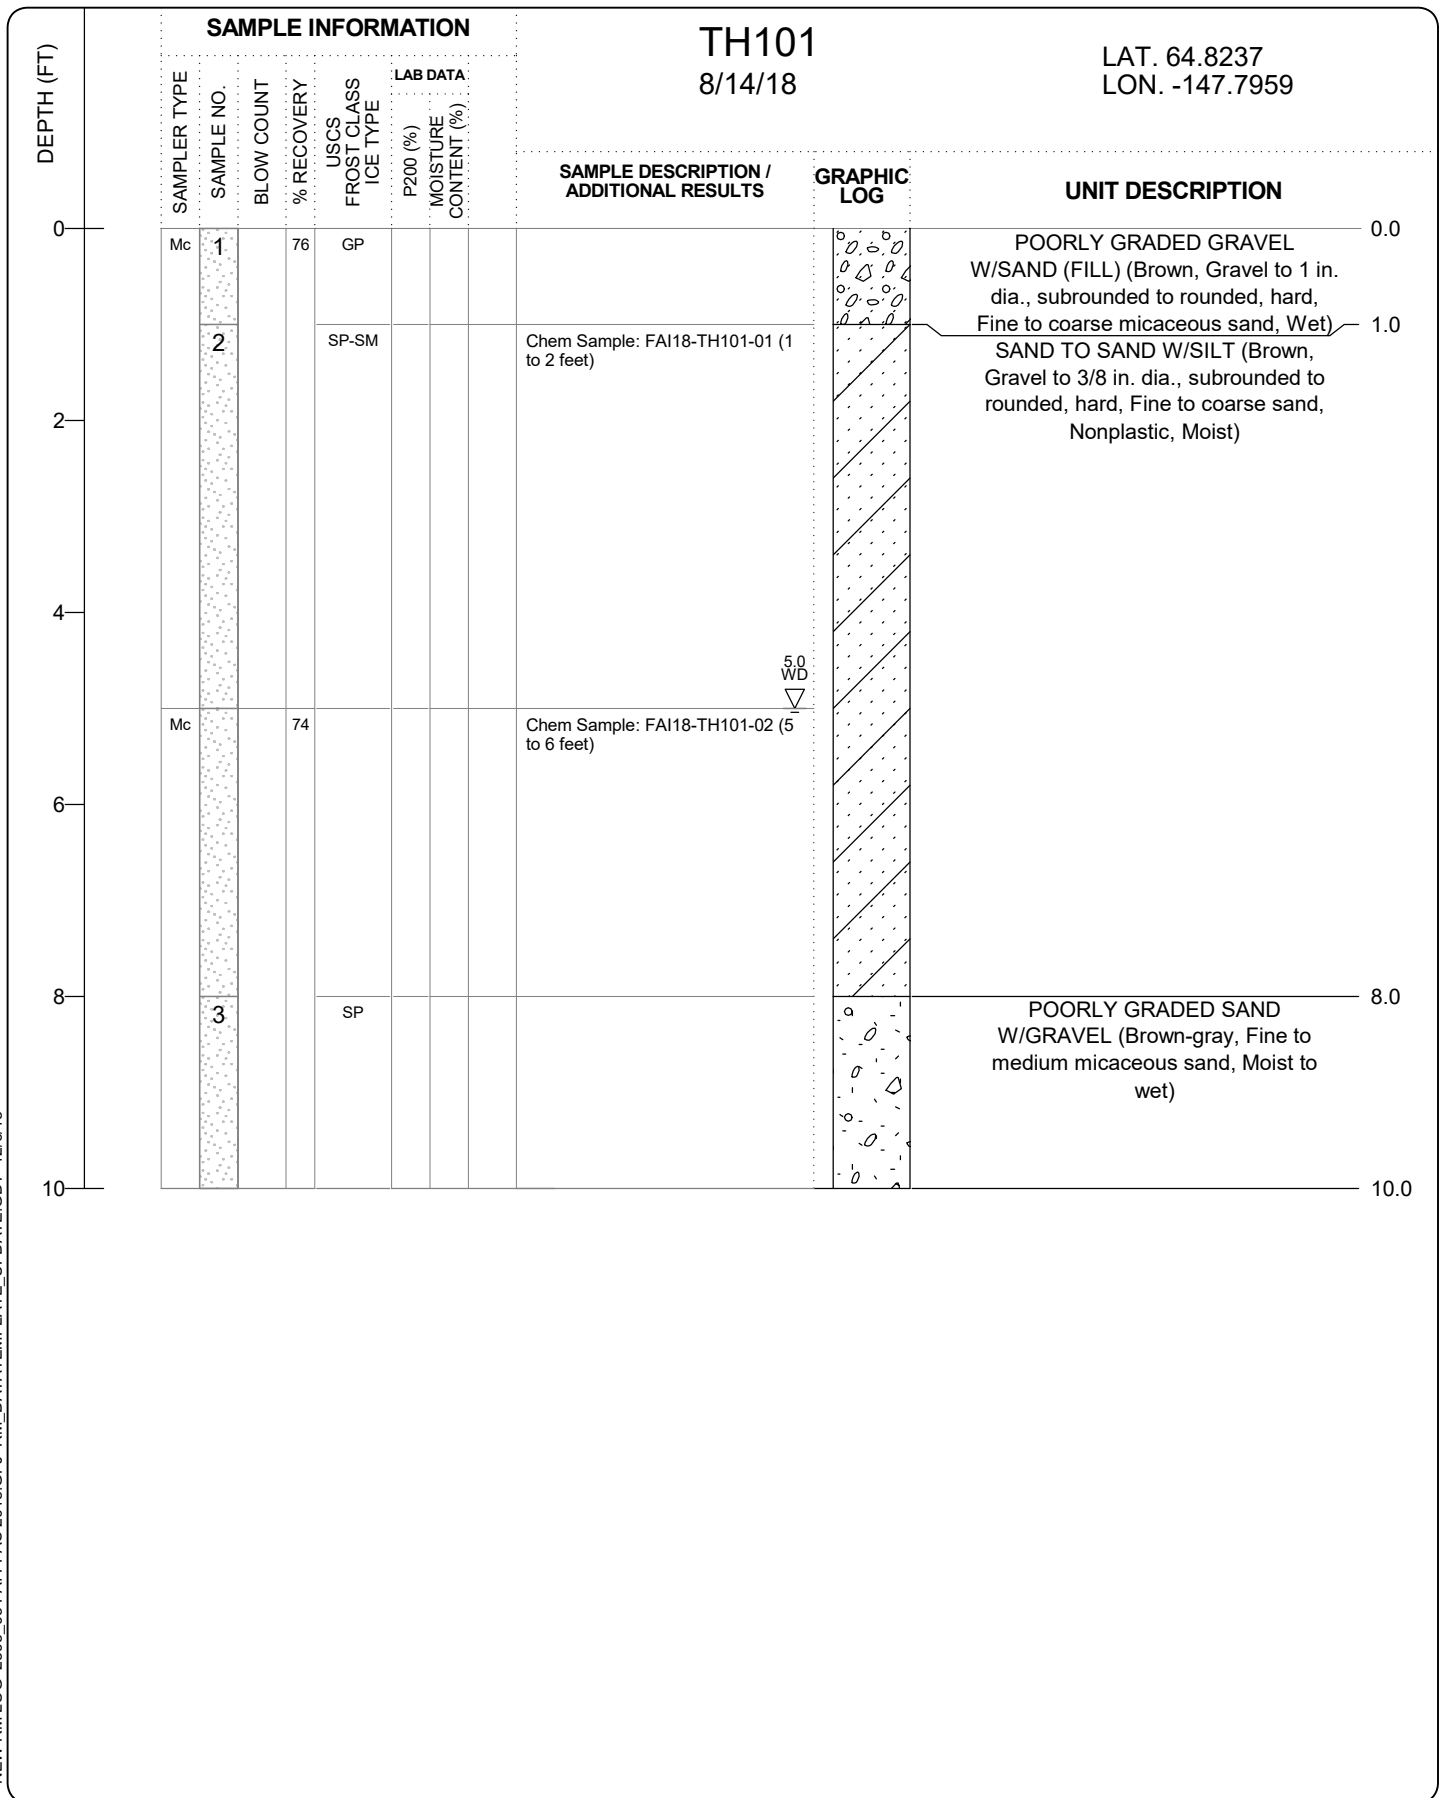 SAMPLE INFORMATION
TH101
8/14/18
LAT. 64.8237
LON. -147.7959
DEPTH (FT)
SAMPLER TYPE
SAMPLE NO.
BLOW COUNT
% RECOVERY
USCS
FROST CLASS
ICE TYPE
LAB DATA
P200 (%)
MOISTURE
CONTENT (%)
SAMPLE DESCRIPTION /
ADDITIONAL RESULTS
GRAPHIC
LOG
UNIT DESCRIPTION
0
Mc 1 76 GP
POORLY GRADED GRAVEL
W/SAND (FILL) (Brown, Gravel to 1 in.
dia., subrounded to rounded, hard,
Fine to coarse micaceous sand, Wet)
0.0
1.0
2 SP-SM
Chem Sample: FAI18-TH101-01 (1
to 2 feet)
SAND TO SAND W/SILT (Brown,
Gravel to 3/8 in. dia., subrounded to
rounded, hard, Fine to coarse sand,
Nonplastic, Moist)
2
4
5.0
WD
Mc 74
Chem Sample: FAI18-TH101-02 (5
to 6 feet)
6
8
8.0
3 SP
POORLY GRADED SAND
W/GRAVEL (Brown-gray, Fine to
medium micaceous sand, Moist to
wet)
10
10.0